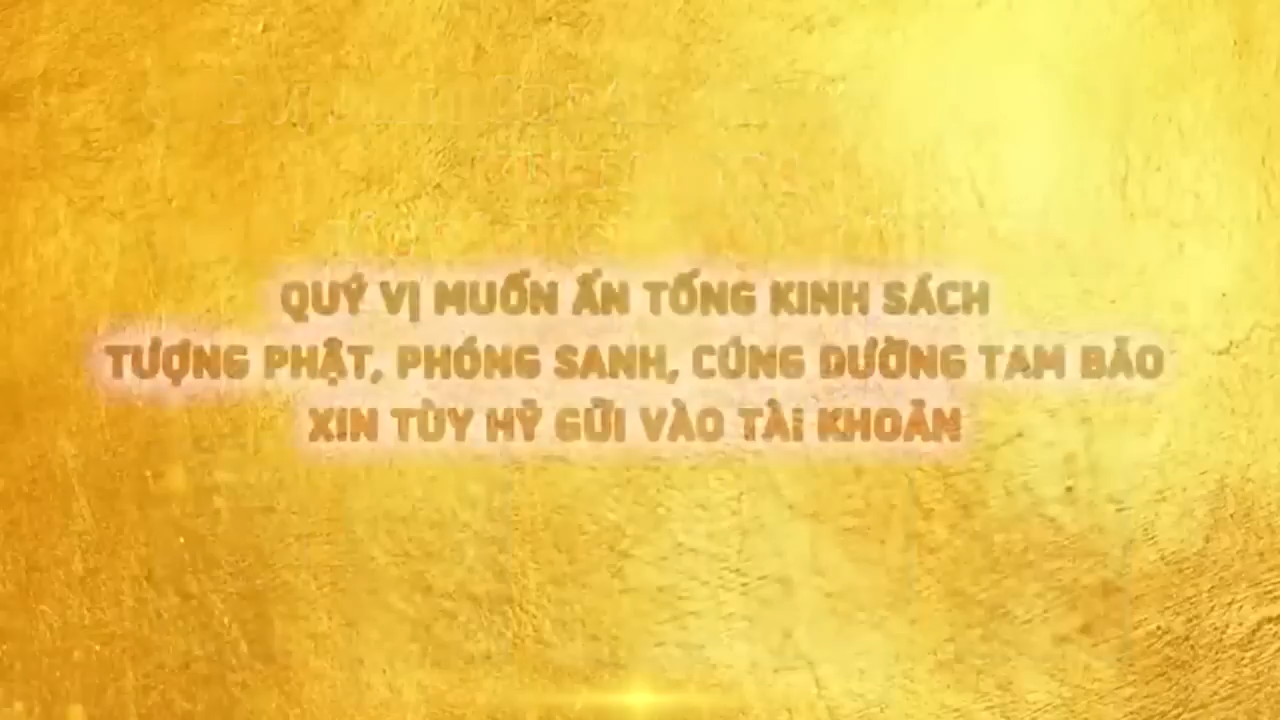 QUÝ VỊ MUỐN ẤN TỐNG KINH SÁCH
TƯỢNG PHẬT, PHÓNG SANH, CÚNG DƯỜNG TAM BẢO
XIN TÙY HỶ GỬI VÀO TÀI KHOẢN